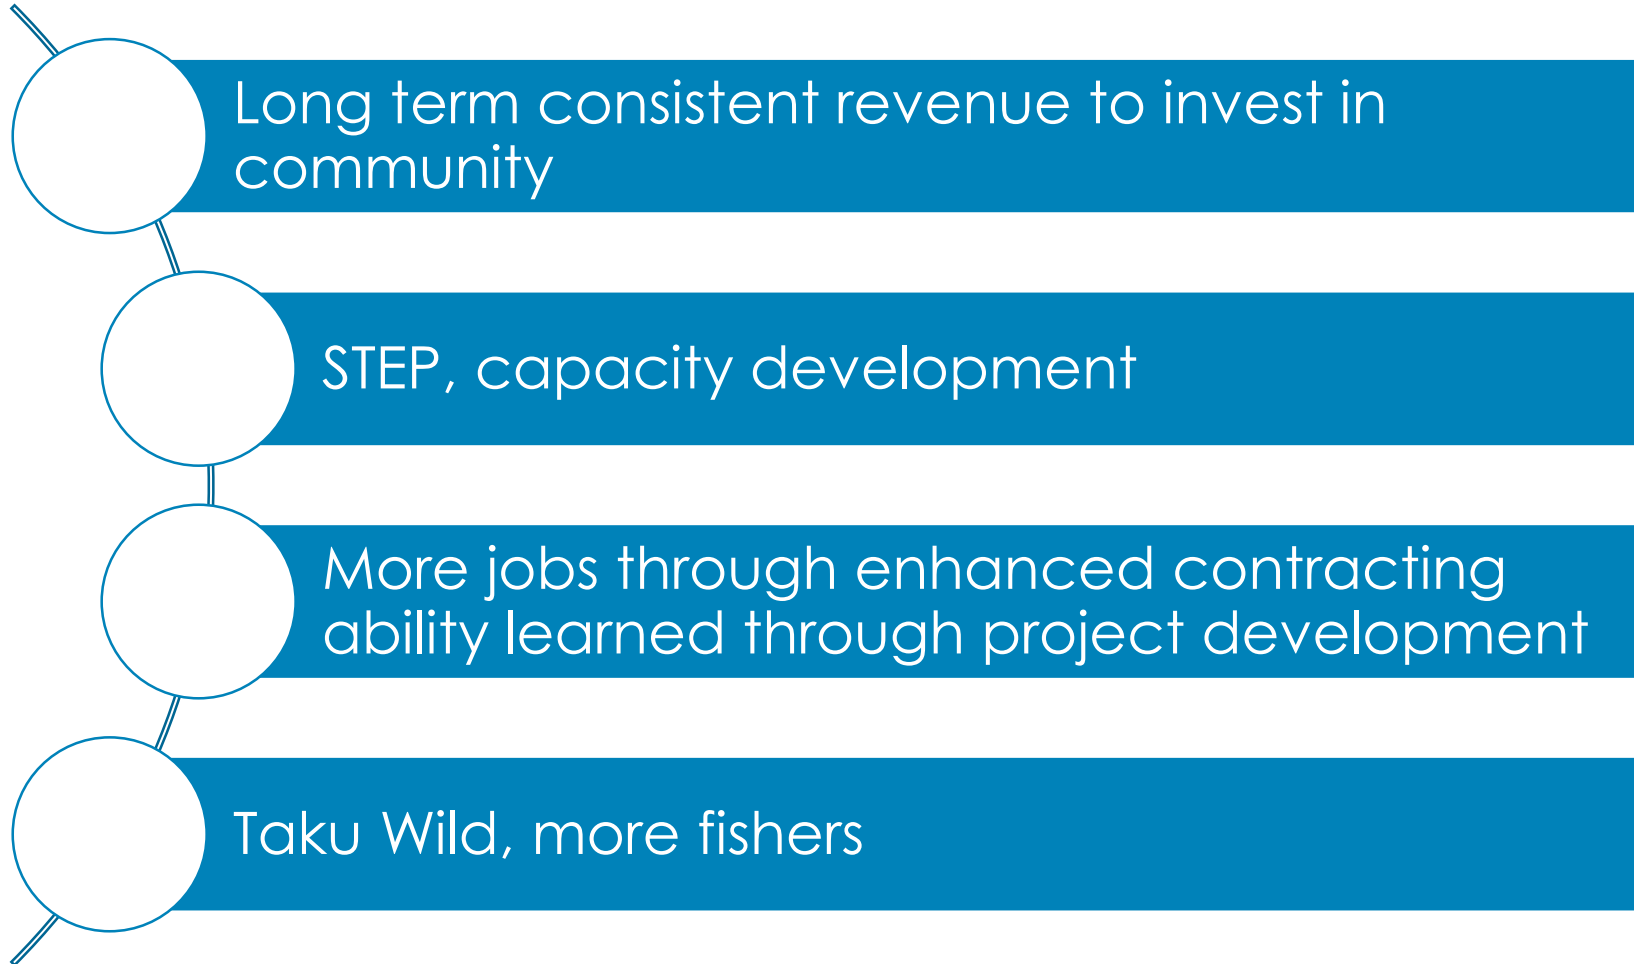 Long term consistent revenue to invest in
community
STEP, capacity development
More jobs through enhanced contracting
ability learned through project development
Taku Wild, more fishers